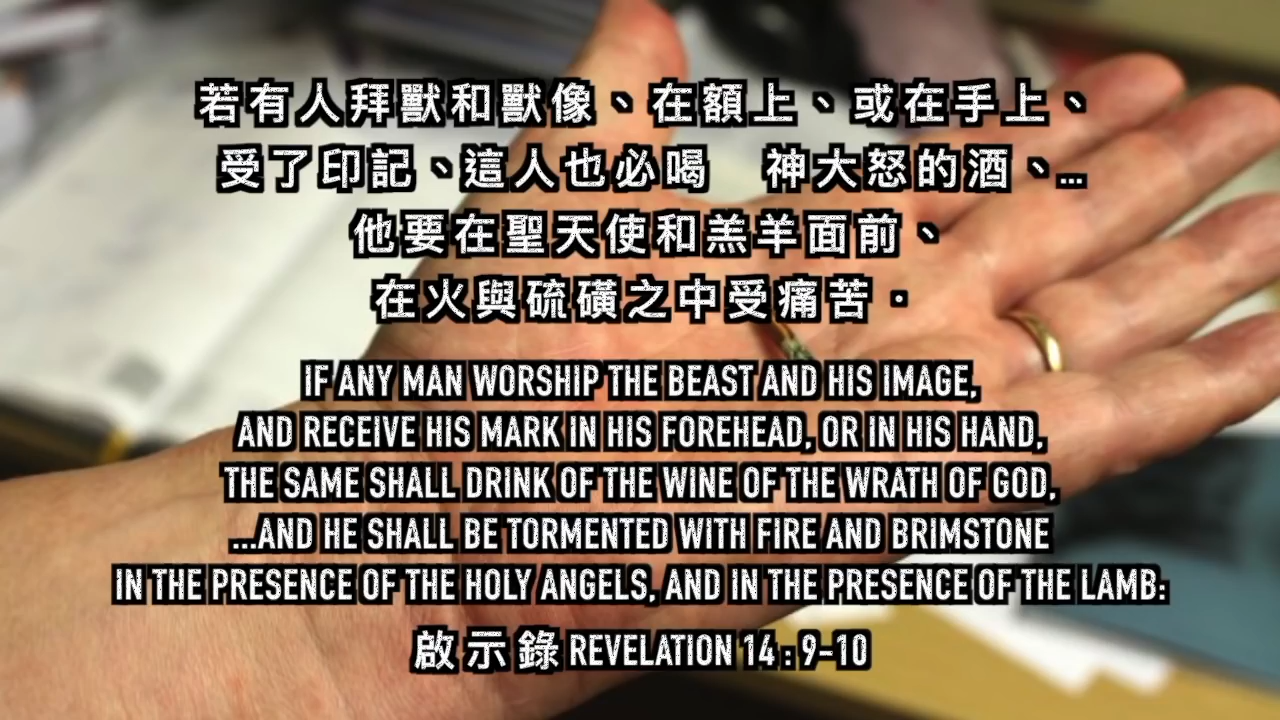 若有人拜獸和獸像、在額上、或在手上、
受了印記、這人也必喝　神大怒的酒、...
他要在聖天使和羔羊面前、
在火與硫磺之中受痛苦．
IF ANY MAN WORSHIP THE BEAST AND HIS IMAGE,
AND RECEIVE HIS MARK IN HIS FOREHEAD, OR IN HIS HAND,
THE SAME SHALL DRINK OF THE WINE OF THE WRATH OF GOD,
...AND HE SHALL BE TORMENTED WITH FIRE AND BRIMSTONE
IN THE PRESENCE OF THE HOLY ANGELS, AND IN THE PRESENCE OF THE LAMB:
啟示錄 REVELATION 14 : 9-10